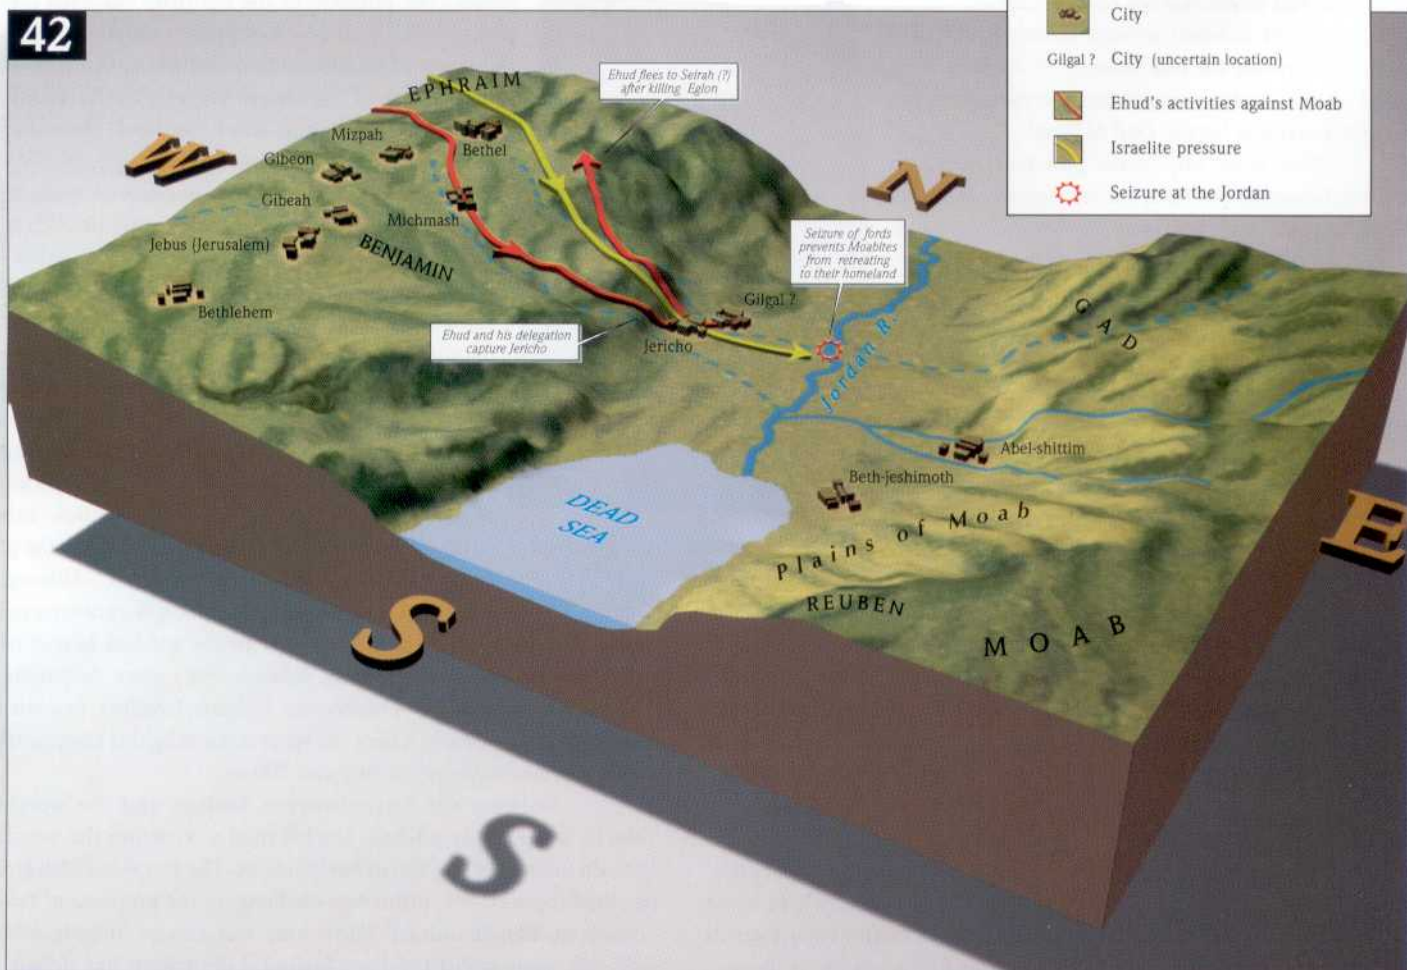 42
City
Gilgal ? City (uncertain location)
Ehud's activities against Moab
Israelite pressure
Seizure at the Jordan
EPHRAIM
Ehud flees to Seirah (?)
after killing Eglon
W
N
Mizpah
Bethel
Gibeon
Gibeah
Michmash
Jebus (Jerusalem)
BENJAMIN
Bethlehem
Seizure of fords
prevents Moabites
from retreating
to their homeland
Gilgal ?
GAD
Ehud and his delegation
capture Jericho
Jericho
Jordan R.
Abel-shittim
Beth-jeshimoth
DEAD
SEA
Plains of Moab
REUBEN
MOAB
E
S
S